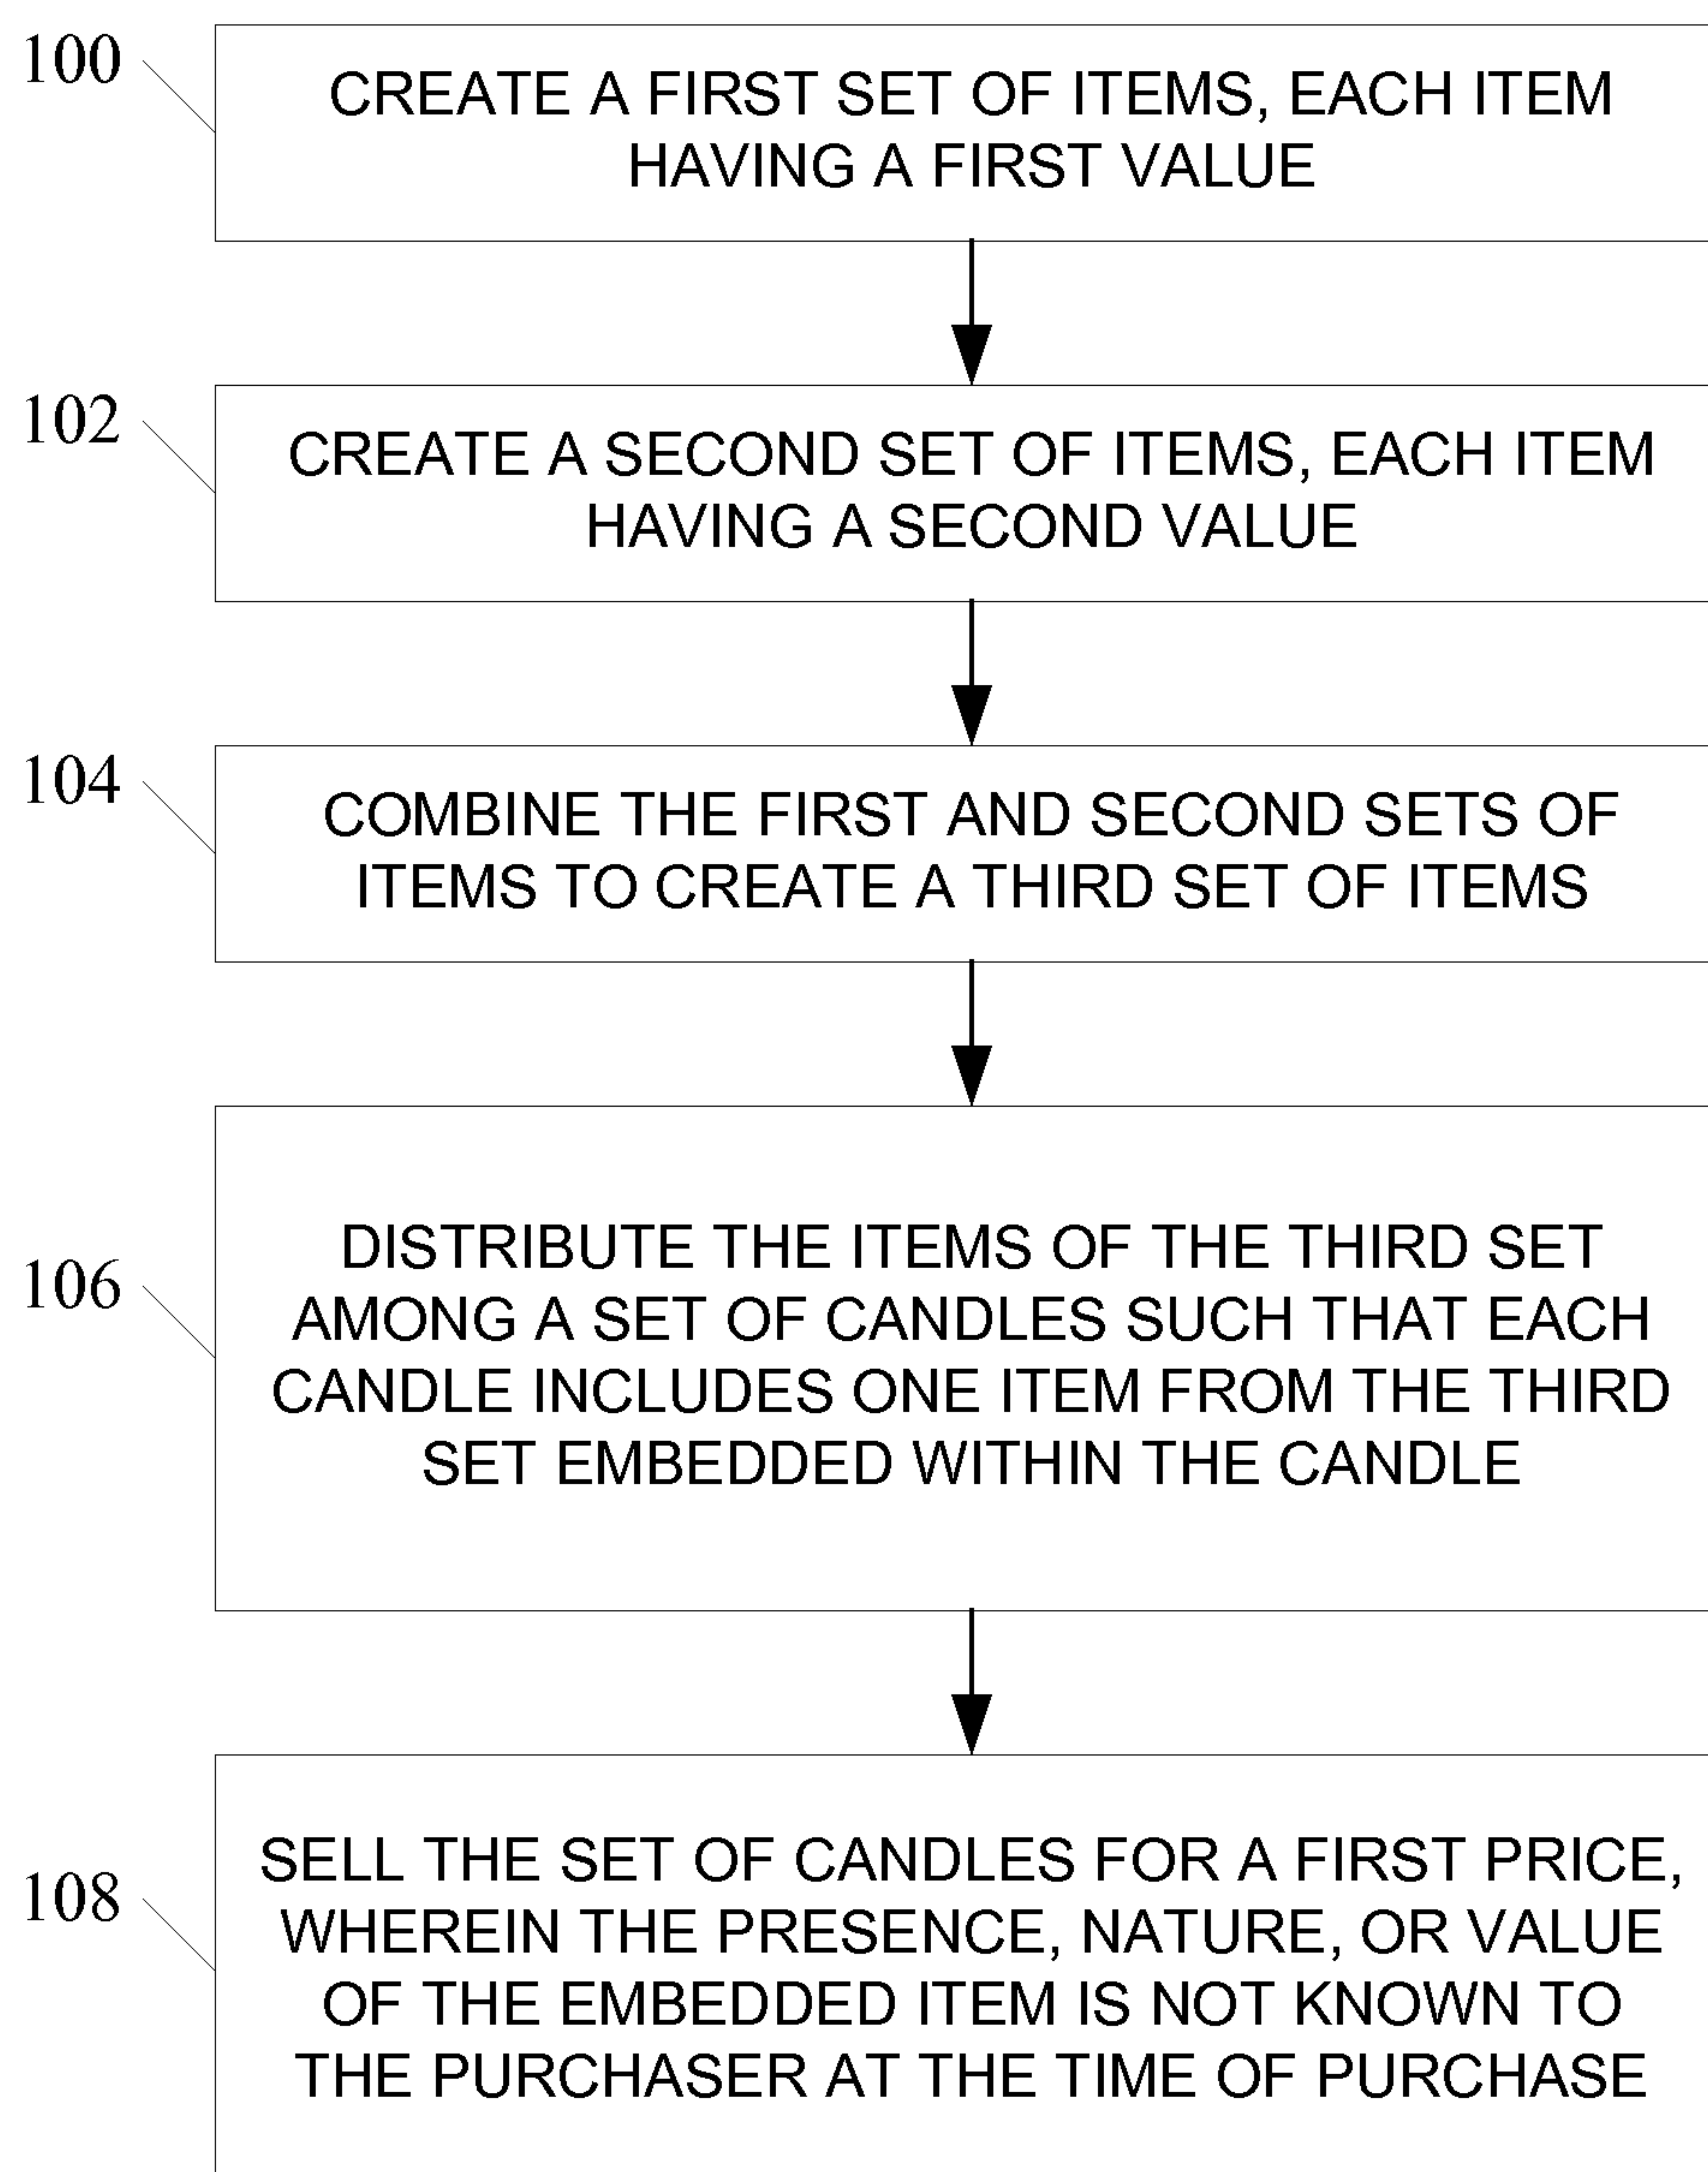 100
CREATE A FIRST SET OF ITEMS, EACH ITEM
HAVING A FIRST VALUE
102
CREATE A SECOND SET OF ITEMS, EACH ITEM
HAVING A SECOND VALUE
104
COMBINE THE FIRST AND SECOND SETS OF
ITEMS TO CREATE A THIRD SET OF ITEMS
106
DISTRIBUTE THE ITEMS OF THE THIRD SET
AMONG A SET OF CANDLES SUCH THAT EACH
CANDLE INCLUDES ONE ITEM FROM THE THIRD
SET EMBEDDED WITHIN THE CANDLE
108
SELL THE SET OF CANDLES FOR A FIRST PRICE,
WHEREIN THE PRESENCE, NATURE, OR VALUE
OF THE EMBEDDED ITEM IS NOT KNOWN TO
THE PURCHASER AT THE TIME OF PURCHASE